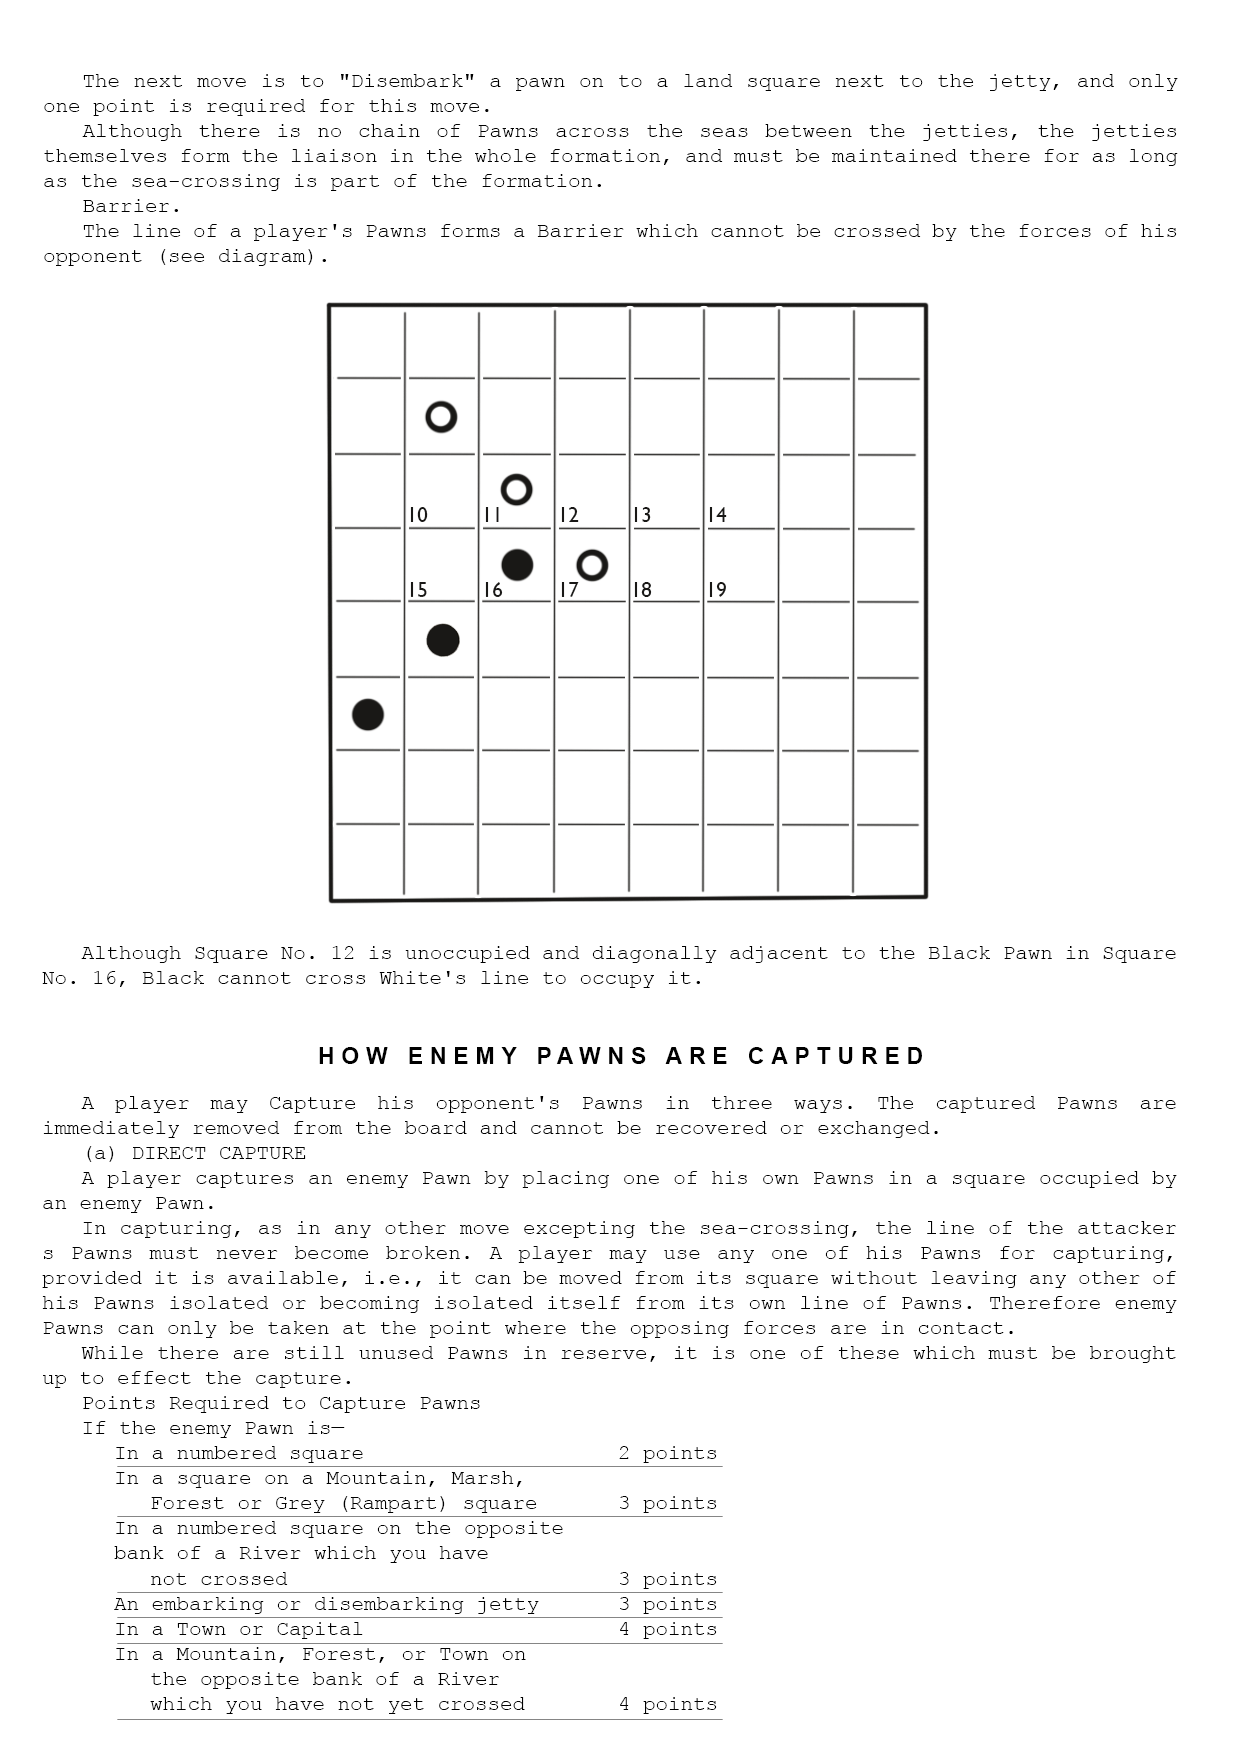 The next move is to "Disembark" a pawn on to a land square next to the jetty, and only
one point is required for this move.
Although there is no chain of Pawns across the seas between the jetties, the jetties
themselves form the liaison in the whole formation, and must be maintained there for as long
as the sea-crossing is part of the formation.
Barrier.
The line of a player's Pawns forms a Barrier which cannot be crossed by the forces of his
opponent (see diagram).
10 11 12 13 14
15 16 17 18 19
Although Square No. 12 is unoccupied and diagonally adjacent to the Black Pawn in Square
No. 16, Black cannot cross White's line to occupy it.
HOW ENEMY PAWNS ARE CAPTURED
A player may Capture his opponent's Pawns in three ways. The captured Pawns are
immediately removed from the board and cannot be recovered or exchanged.
(a) DIRECT CAPTURE
A player captures an enemy Pawn by placing one of his own Pawns in a square occupied by
an enemy Pawn.
In capturing, as in any other move excepting the sea-crossing, the line of the attacker
s Pawns must never become broken. A player may use any one of his Pawns for capturing,
provided it is available, i.e., it can be moved from its square without leaving any other of
his Pawns isolated or becoming isolated itself from its own line of Pawns. Therefore enemy
Pawns can only be taken at the point where the opposing forces are in contact.
While there are still unused Pawns in reserve, it is one of these which must be brought
up to effect the capture.
Points Required to Capture Pawns
If the enemy Pawn is—
In a numbered square 2 points
In a square on a Mountain, Marsh,
Forest or Grey (Rampart) square 3 points
In a numbered square on the opposite
bank of a River which you have
not crossed 3 points
An embarking or disembarking jetty 3 points
In a Town or Capital 4 points
In a Mountain, Forest, or Town on
the opposite bank of a River
which you have not yet crossed 4 points